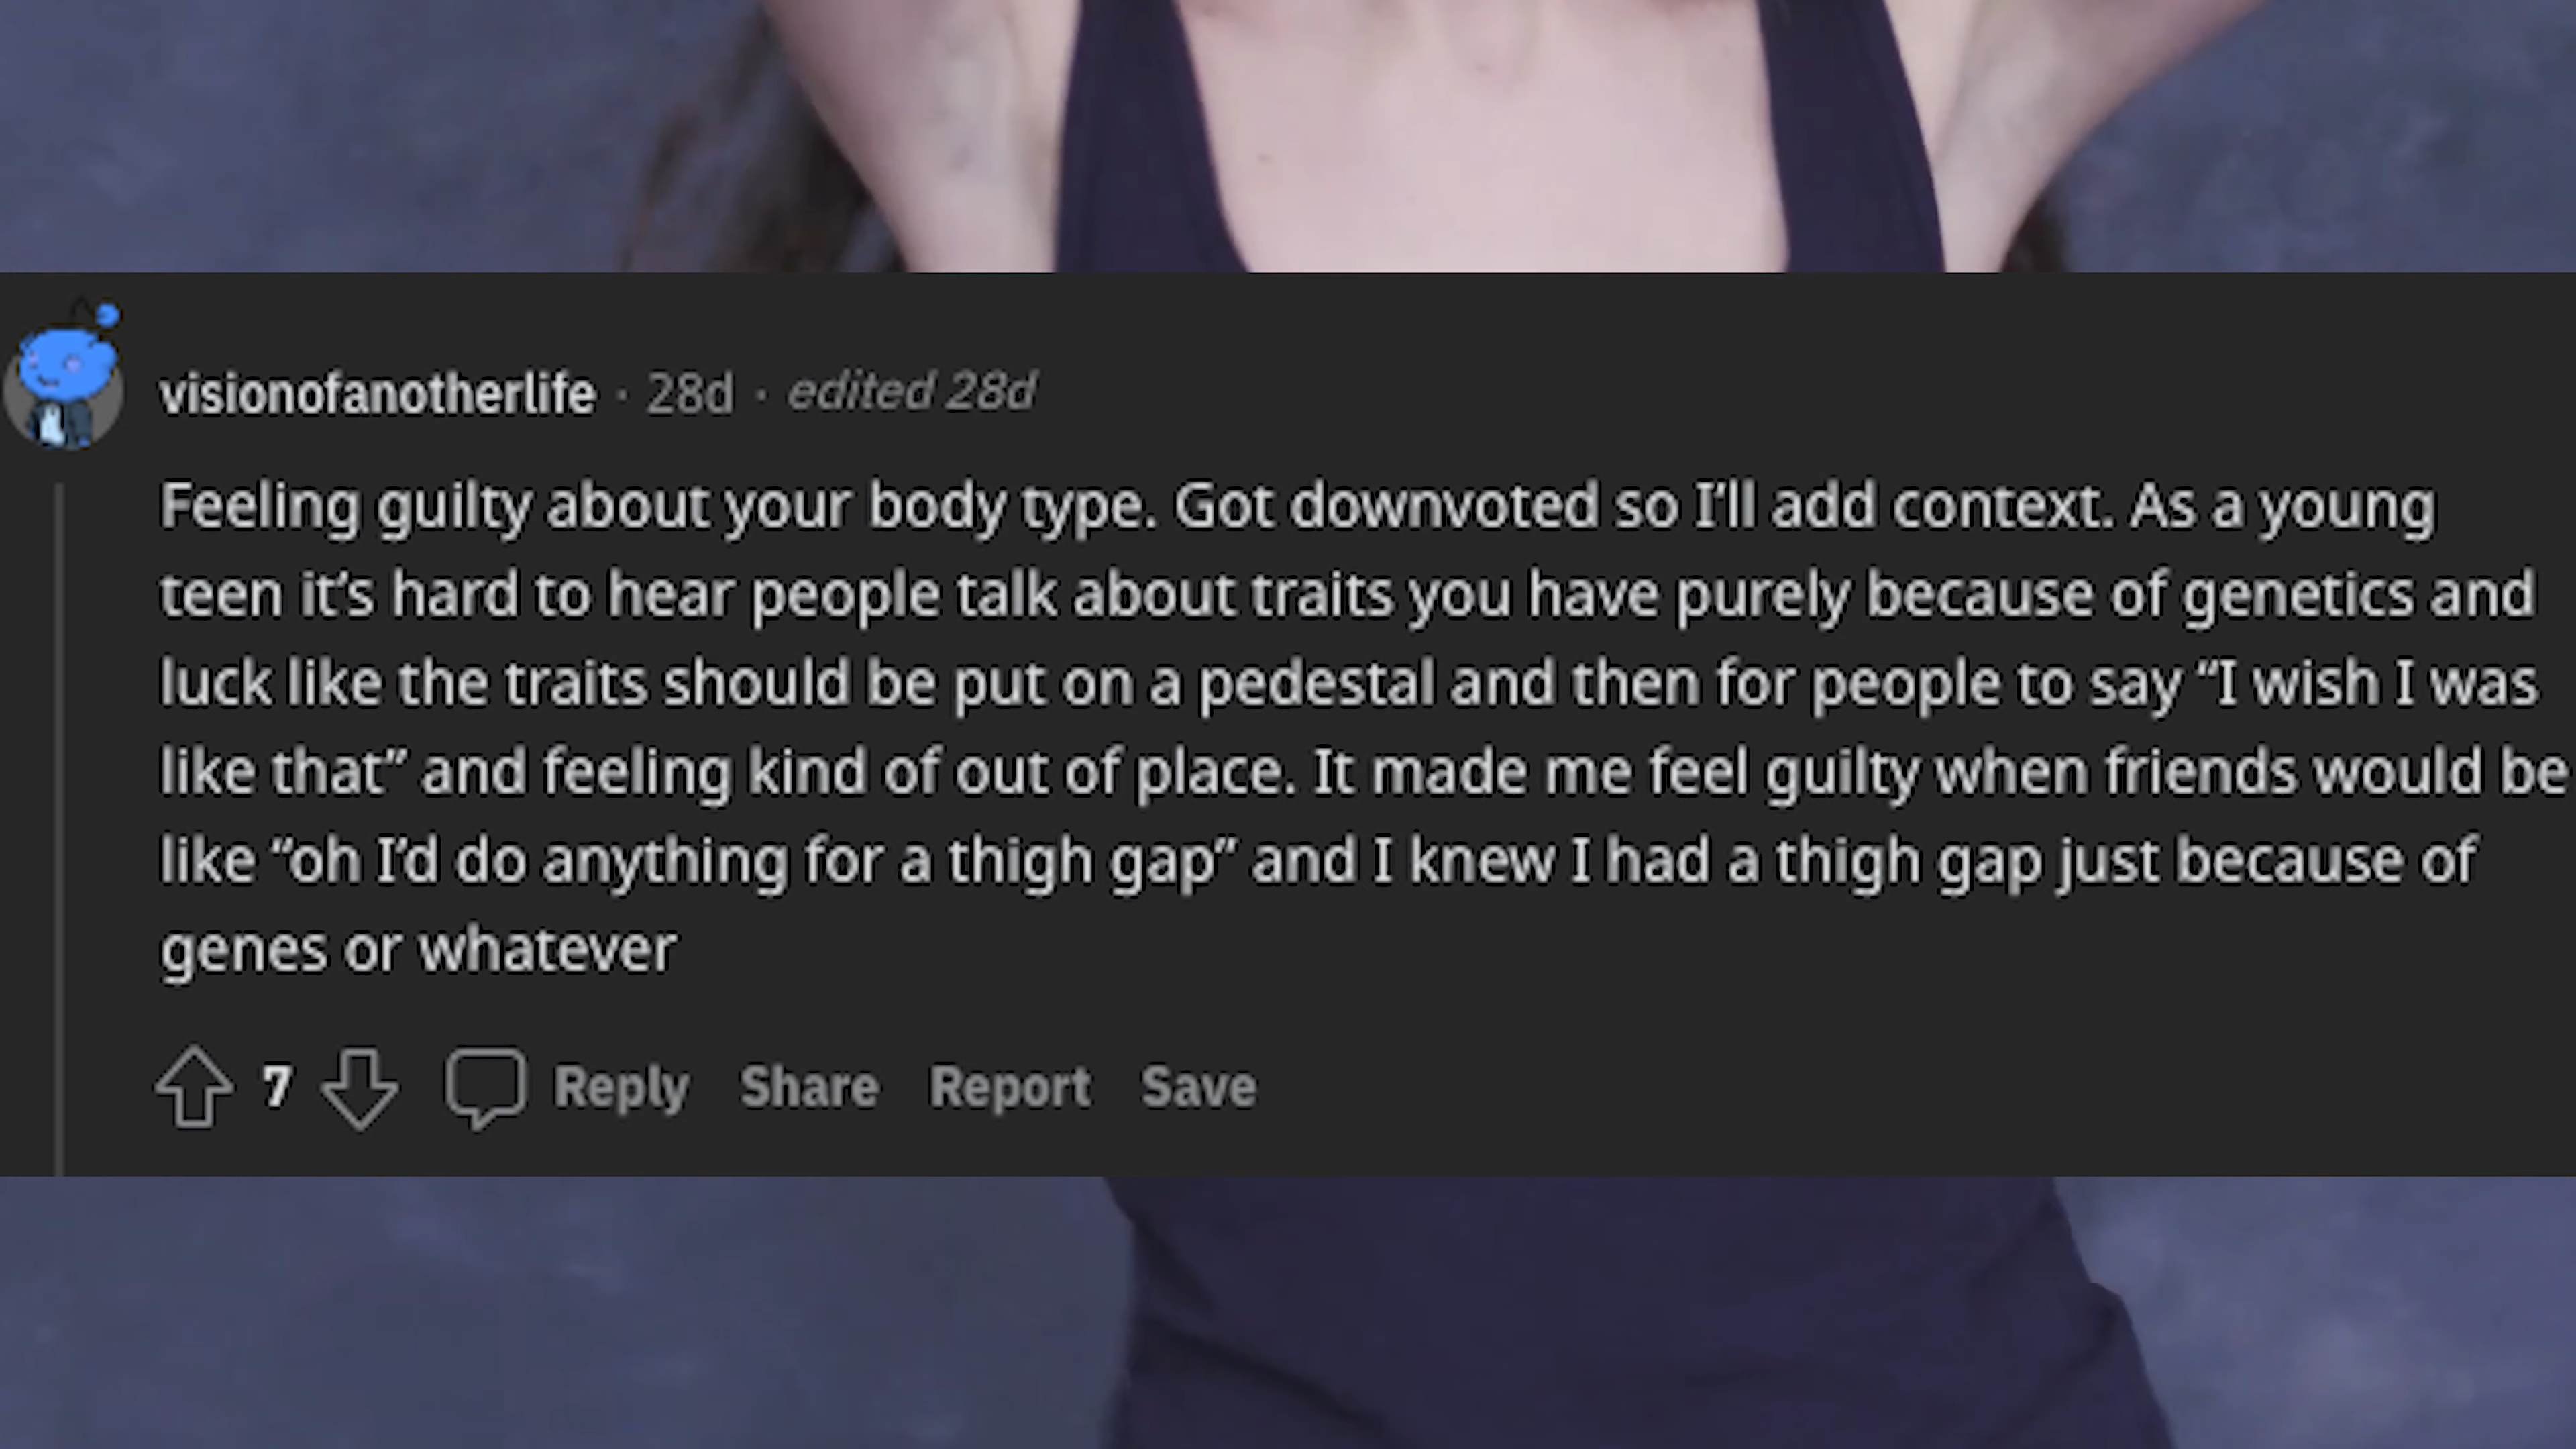 visionofanotherlife · 28d · edited 28d
Feeling guilty about your body type. Got downvoted so I’ll add context. As a young
teen it’s hard to hear people talk about traits you have purely because of genetics and
luck like the traits should be put on a pedestal and then for people to say “I wish I was
like that” and feeling kind of out of place. It made me feel guilty when friends would be
like “oh I’d do anything for a thigh gap” and I knew I had a thigh gap just because of
genes or whatever
7 Reply Share Report Save